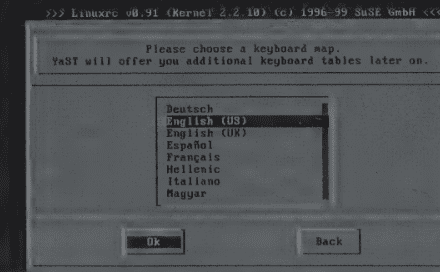 >>> Linuxrc v0.91 (Kernel 2.2.10) (c) 1996-99 SuSE GmbH <<<
Please choose a keyboard map.
YaST will offer you additional keyboard tables later on.
Deutsch
English (US)
English (UK)
Español
Français
Hellenic
Italiano
Magyar
Ok
Back